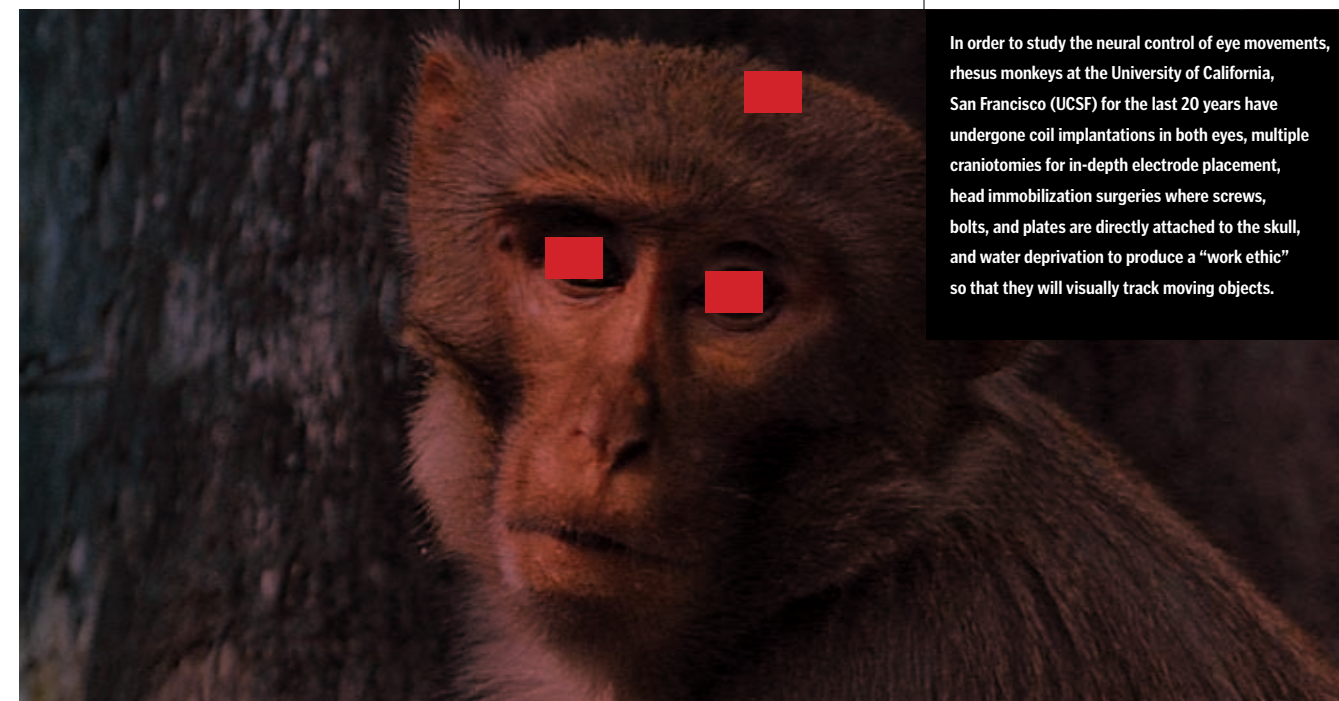 In order to study the neural control of eye movements,
rhesus monkeys at the University of California,
San Francisco (UCSF) for the last 20 years have
undergone coil implantations in both eyes, multiple
craniotomies for in-depth electrode placement,
head immobilization surgeries where screws,
bolts, and plates are directly attached to the skull,
and water deprivation to produce a “work ethic”
so that they will visually track moving objects.